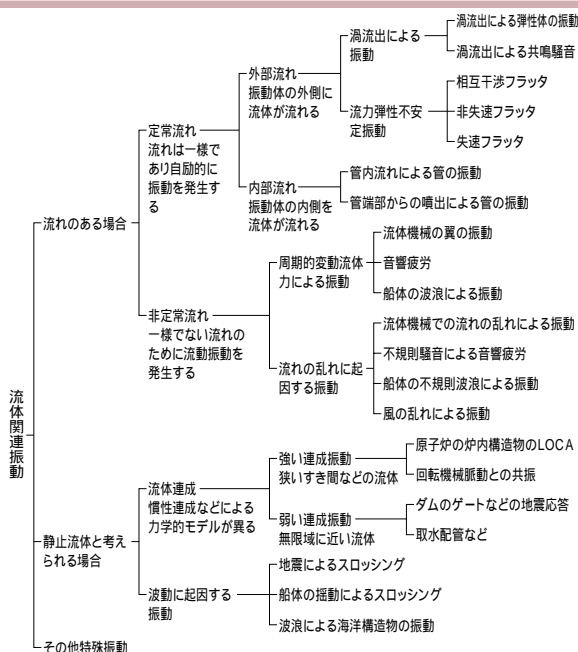 流体関連振動
流れのある場合
定常流れ
流れは一様で
あり自励的に
振動を発生す
る
外部流れ
振動体の外側に
流体が流れる
渦流出による
振動
渦流出による弾性体の振動
渦流出による共鳴騒音
流力弾性不安
定振動
相互干渉フラッタ
非失速フラッタ
失速フラッタ
内部流れ
振動体の内側を
流体が流れる
管内流れによる管の振動
管端部からの噴出による管の振動
非定常流れ
一様でない流れの
ために流動振動を
発生する
周期的変動流体
力による振動
流体機械の翼の振動
音響疲労
船体の波浪による振動
流れの乱れに起
因する振動
流体機械での流れの乱れによる振動
不規則騒音による音響疲労
船体の不規則波浪による振動
風の乱れによる振動
静止流体と考え
られる場合
流体連成
慣性連成などによる
力学的モデルが異る
強い連成振動
狭いすき間などの流体
原子炉の炉内構造物のLOCA
回転機械脈動との共振
弱い連成振動
無限域に近い流体
ダムのゲートなどの地震応答
取水配管など
波動に起因する
振動
地震によるスロッシング
船体の揺動によるスロッシング
波浪による海洋構造物の振動
その他特殊振動